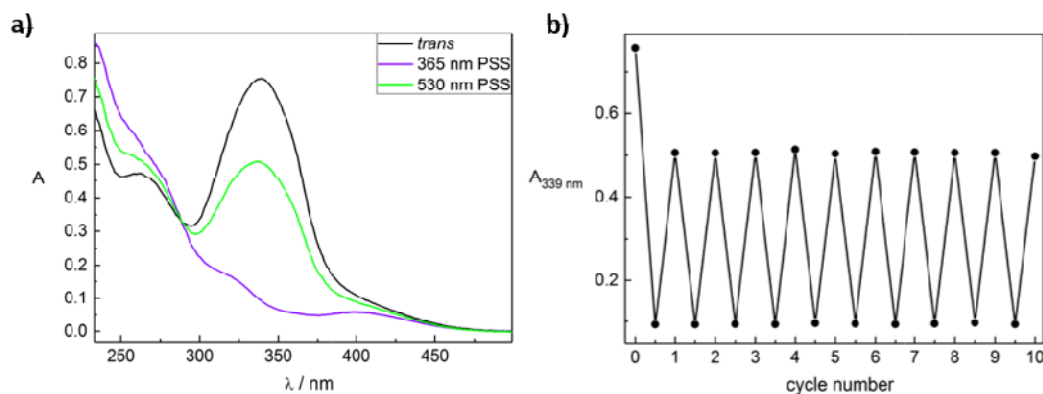 a)
trans
365 nm PSS
530 nm PSS
0.8
0.7
0.6
0.5
0.4
0.3
0.2
0.1
0.0
A
250 300 350 400 450
λ / nm
b)
0.6
0.4
0.2
A339 nm
0 1 2 3 4 5 6 7 8 9 10
cycle number